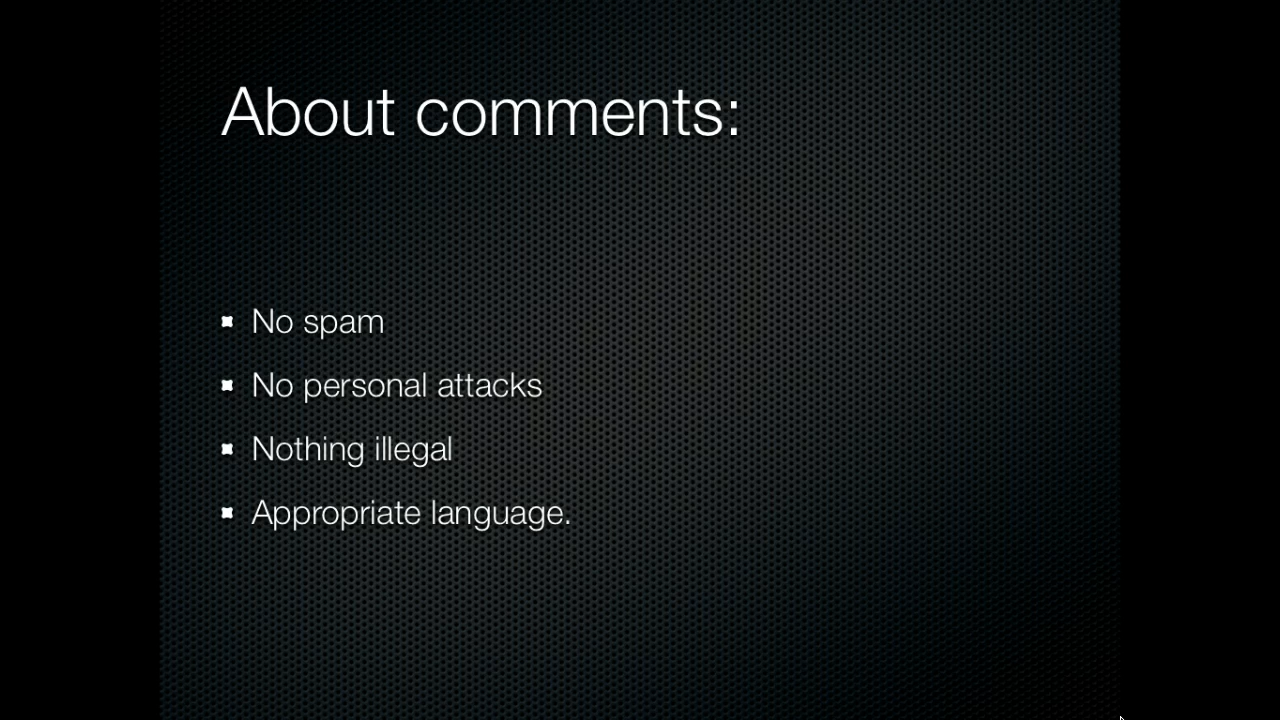 About comments:
No spam
No personal attacks
Nothing illegal
Appropriate language.